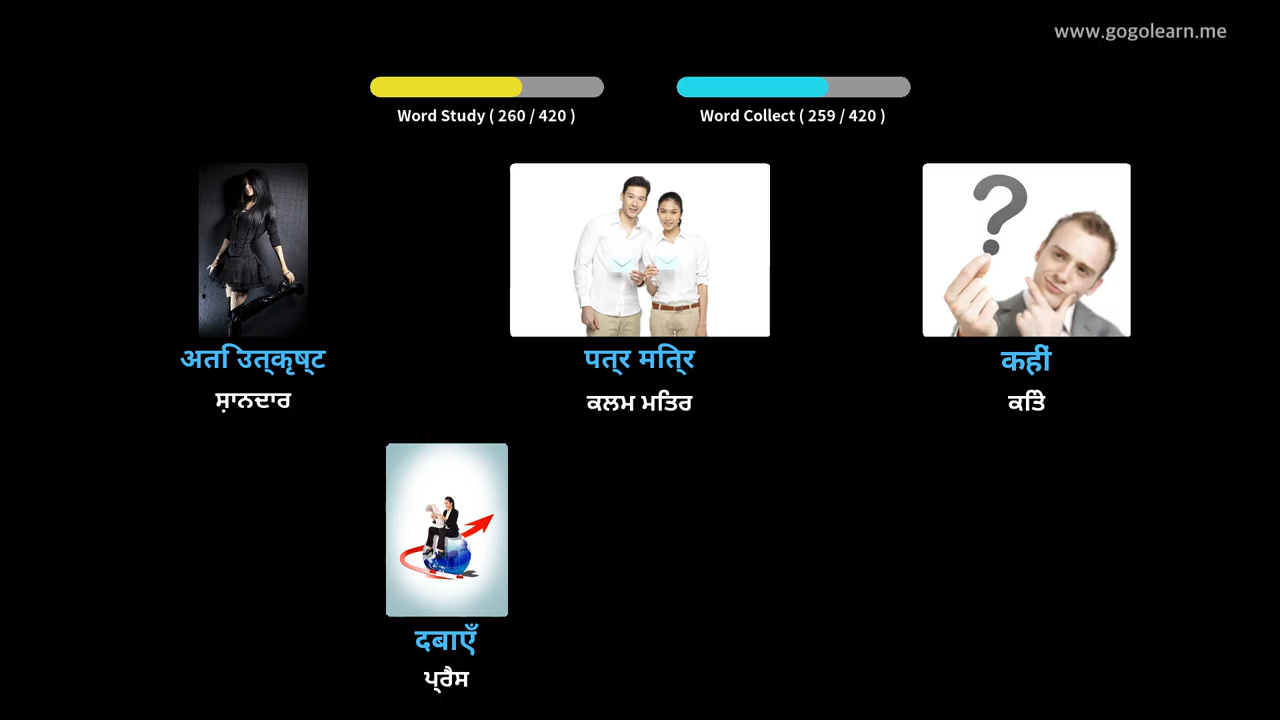 www.gogolearn.me
Word Study ( 260 / 420 )
Word Collect ( 259 / 420 )
अति उत्कृष्ट
पत्र मित्र
कहीं
ਸ਼ਾਨਦਾਰ
ਕਲਮ ਮਿਤਰ
ਕਿਤੇ
दबाएँ
ਪ੍ਰੈਸ